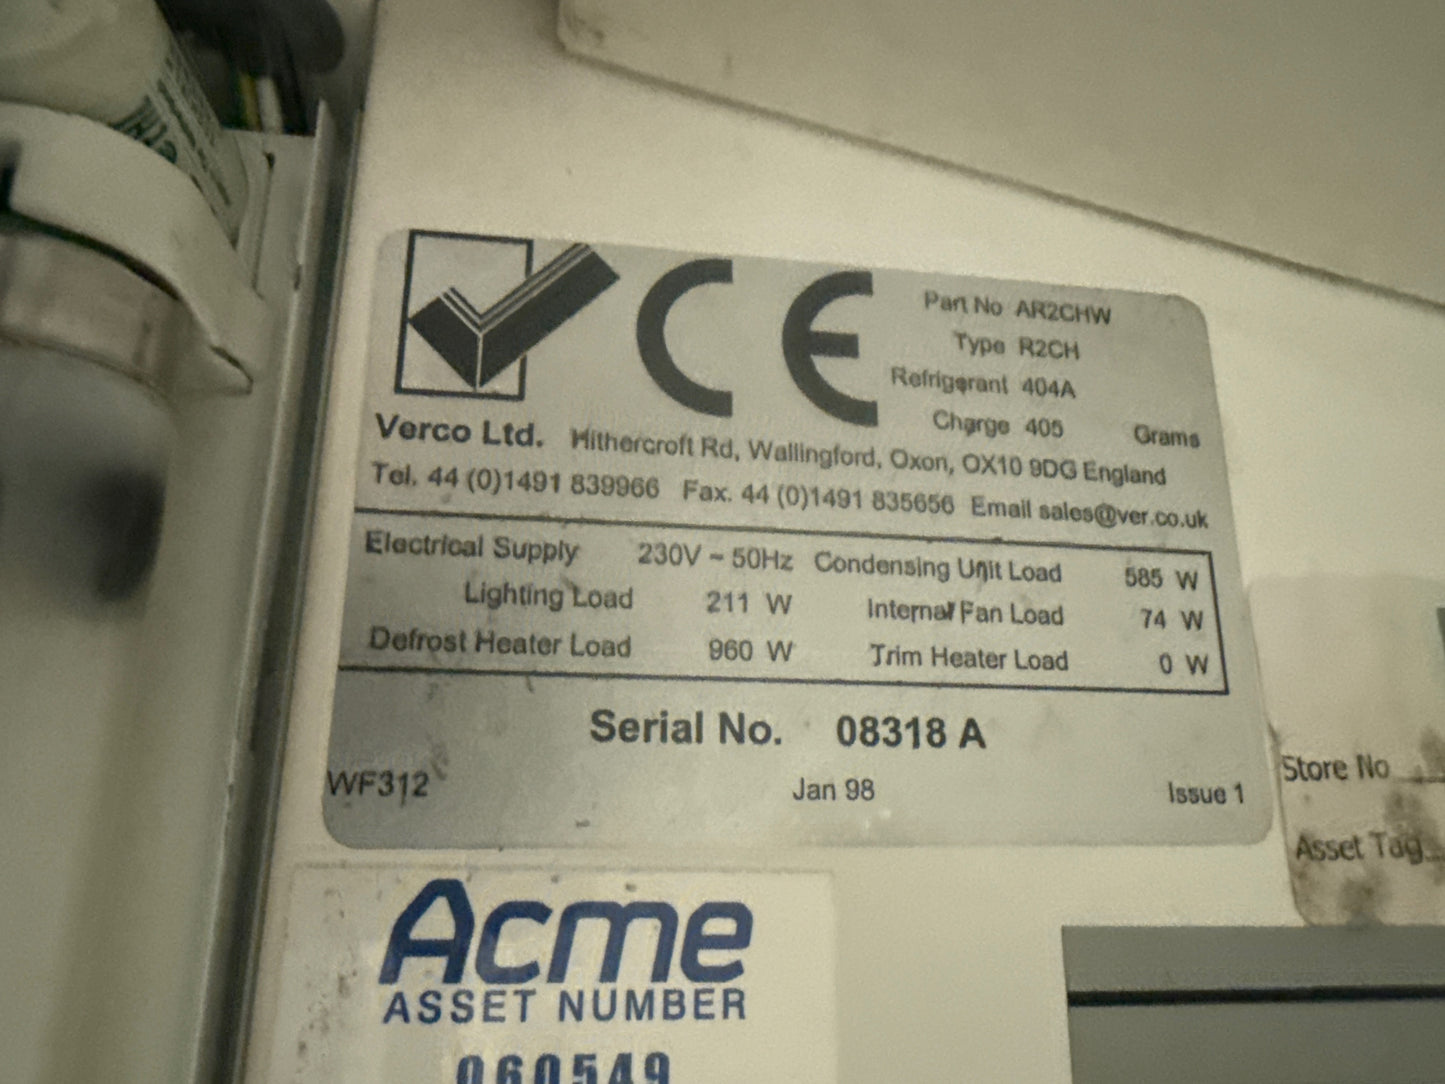 CE
Part No AR2CHW
Type R2CH
Refrigerant 404A
Charge 405 Grams
Verco Ltd. Hithercroft Rd, Wallingford, Oxon, OX10 9DG England
Tel. 44 (0)1491 839966 Fax. 44 (0)1491 835656 Email sales@ver.co.uk
Electrical Supply 230V ~ 50Hz Condensing Unit Load 585 W
Lighting Load 211 W Internal Fan Load 74 W
Defrost Heater Load 960 W Trim Heater Load 0 W
Serial No. 08318 A
WF312 Jan 98 Issue 1
Store No
Asset Tag
Acme
ASSET NUMBER
060549